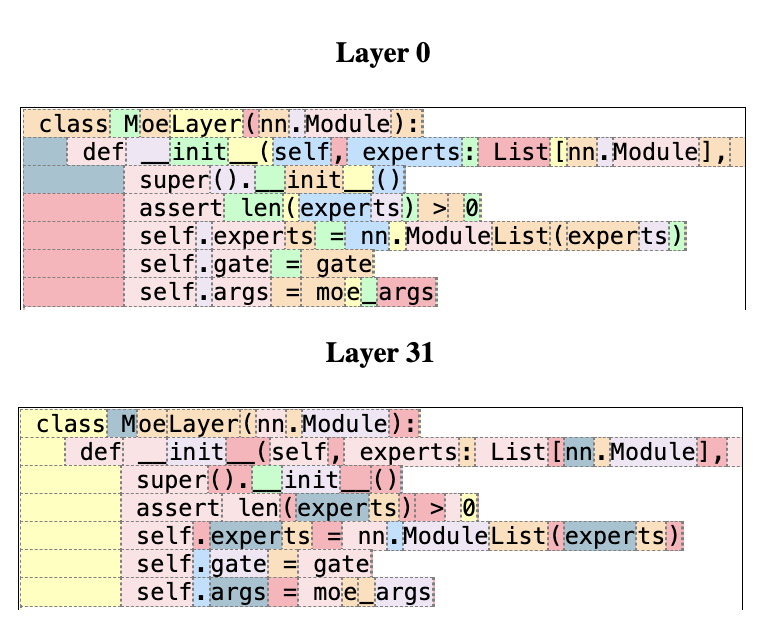 Layer 0
class MoeLayer(nn.Module):
def __init__(self, experts: List[nn.Module],
super().__init__()
assert len(experts) > 0
self.experts = nn.ModuleList(experts)
self.gate = gate
self.args = moe_args
Layer 31
class MoeLayer(nn.Module):
def __init__(self, experts: List[nn.Module],
super().__init__()
assert len(experts) > 0
self.experts = nn.ModuleList(experts)
self.gate = gate
self.args = moe_args